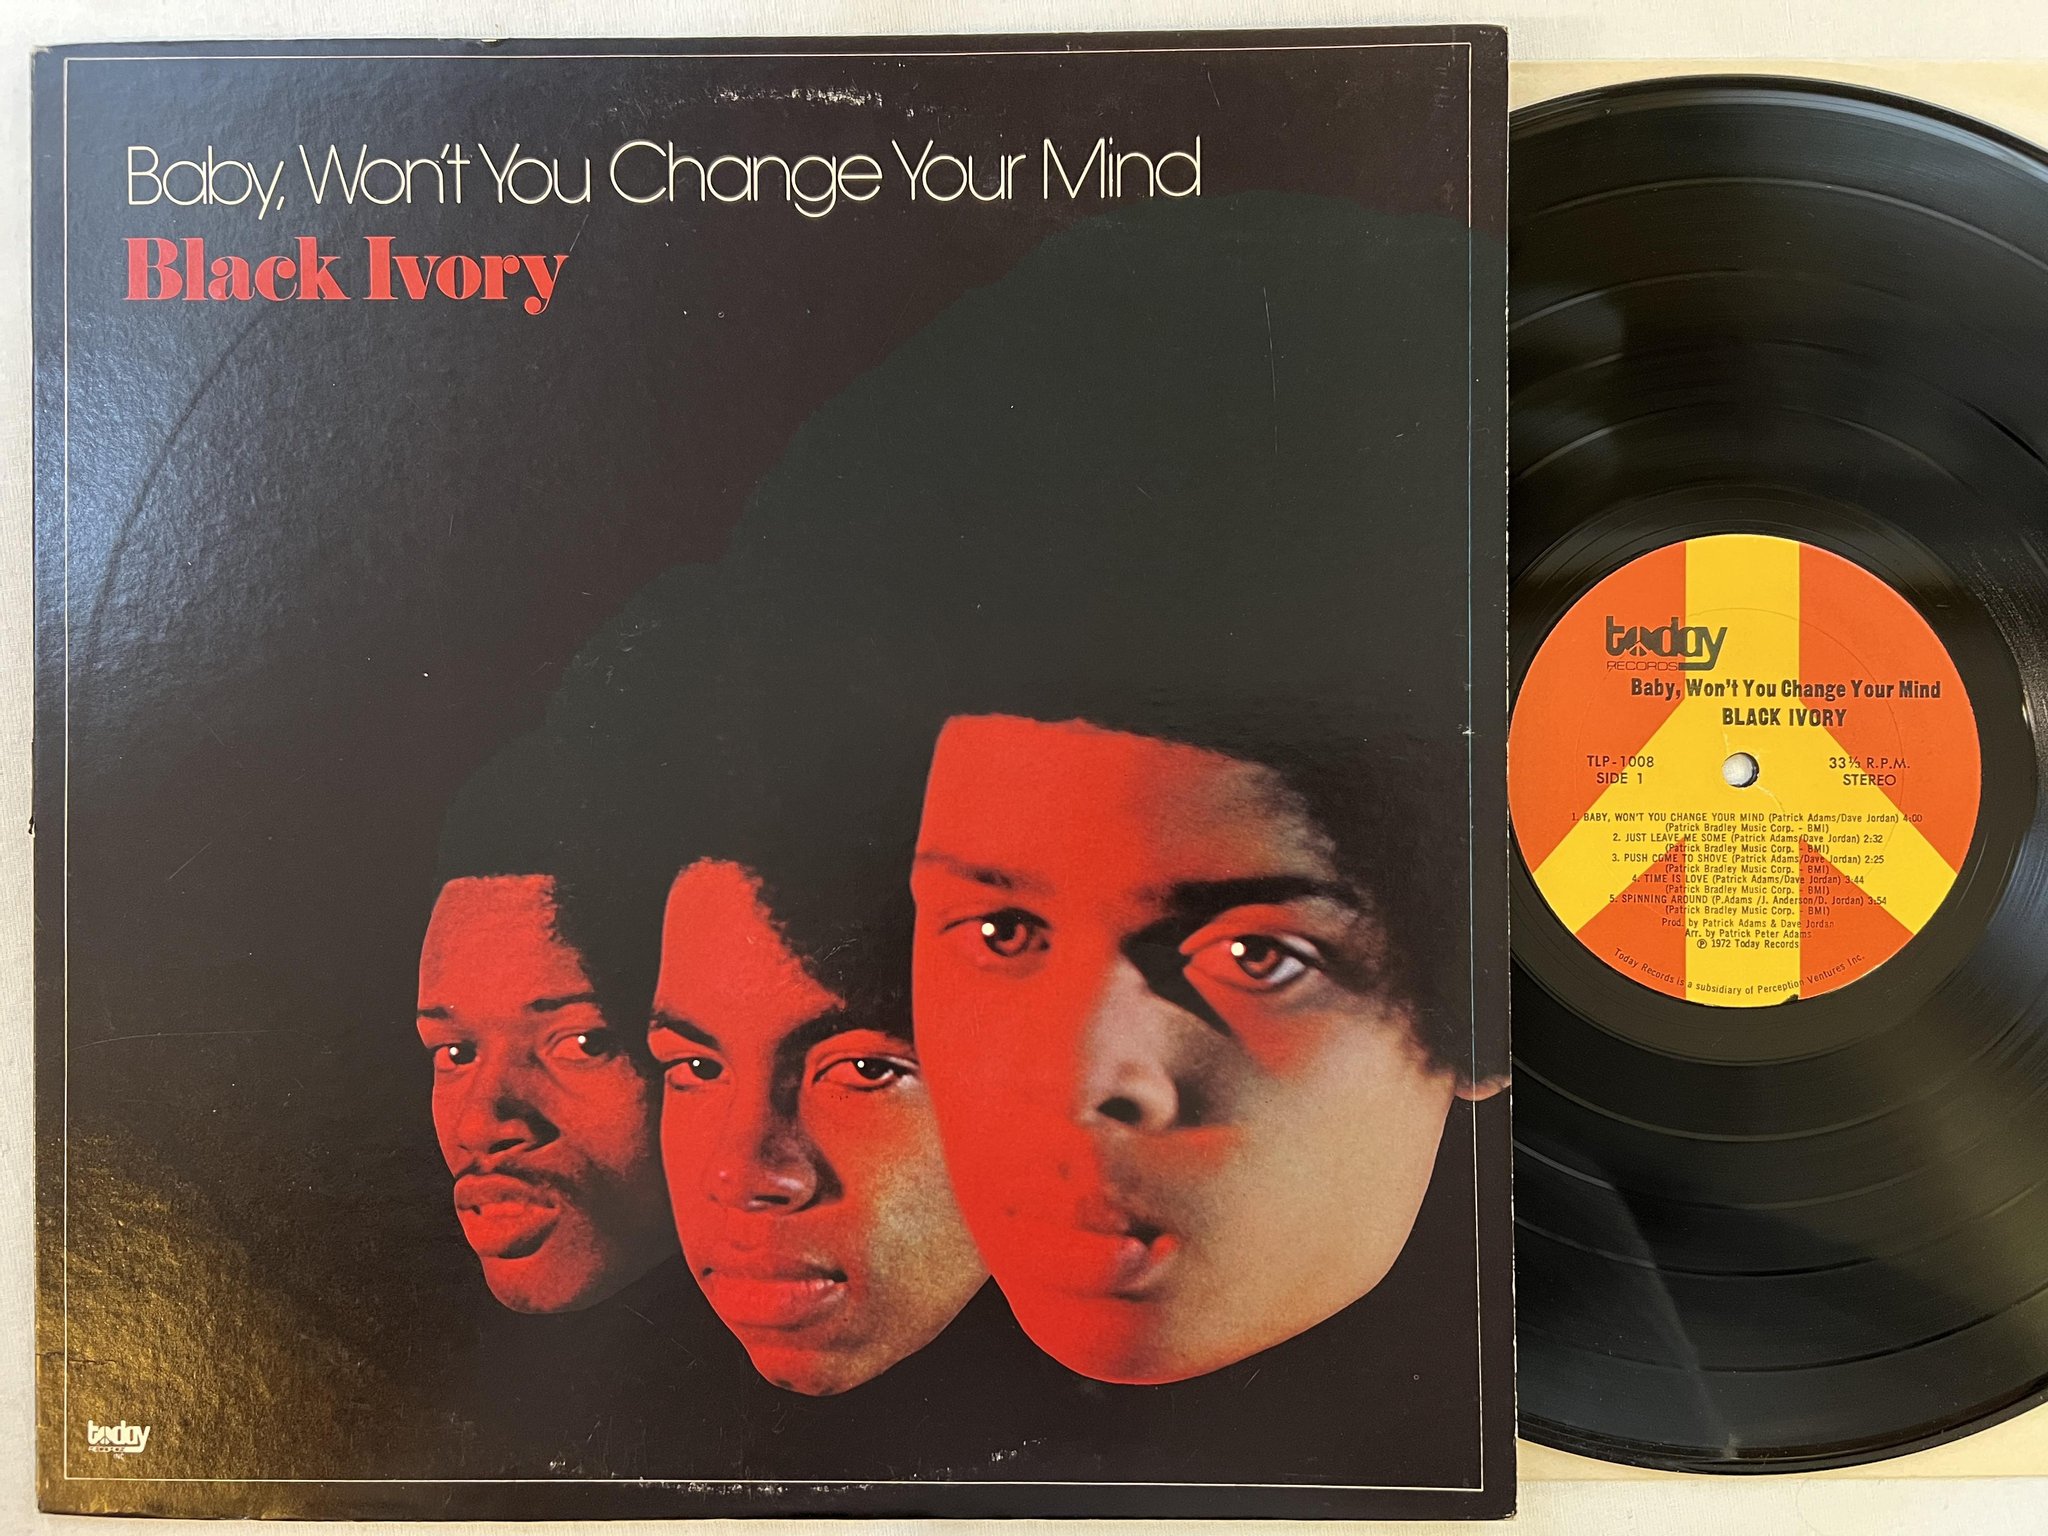 Baby, Won't You Change Your Mind
Black Ivory
today
RECORDS
INC
today
RECORDS
Baby, Won't You Change Your Mind
BLACK IVORY
TLP-1008
SIDE 1
33⅓ R.P.M.
STEREO
1. BABY, WON'T YOU CHANGE YOUR MIND (Patrick Adams/Dave Jordan) 4:00
(Patrick Bradley Music Corp. - BMI)
2. JUST LEAVE ME SOME (Patrick Adams/Dave Jordan) 2:32
(Patrick Bradley Music Corp. - BMI)
3. PUSH COME TO SHOVE (Patrick Adams/Dave Jordan) 2:25
(Patrick Bradley Music Corp. - BMI)
4. TIME IS LOVE (Patrick Adams/Dave Jordan) 3:44
(Patrick Bradley Music Corp. - BMI)
5. SPINNING AROUND (P.Adams /J. Anderson/D. Jordan) 3:54
(Patrick Bradley Music Corp. - BMI)
Prod. by Patrick Adams & Dave Jordan
Arr. by Patrick Peter Adams
℗ 1972 Today Records
Today Records is a subsidiary of Perception Ventures Inc.